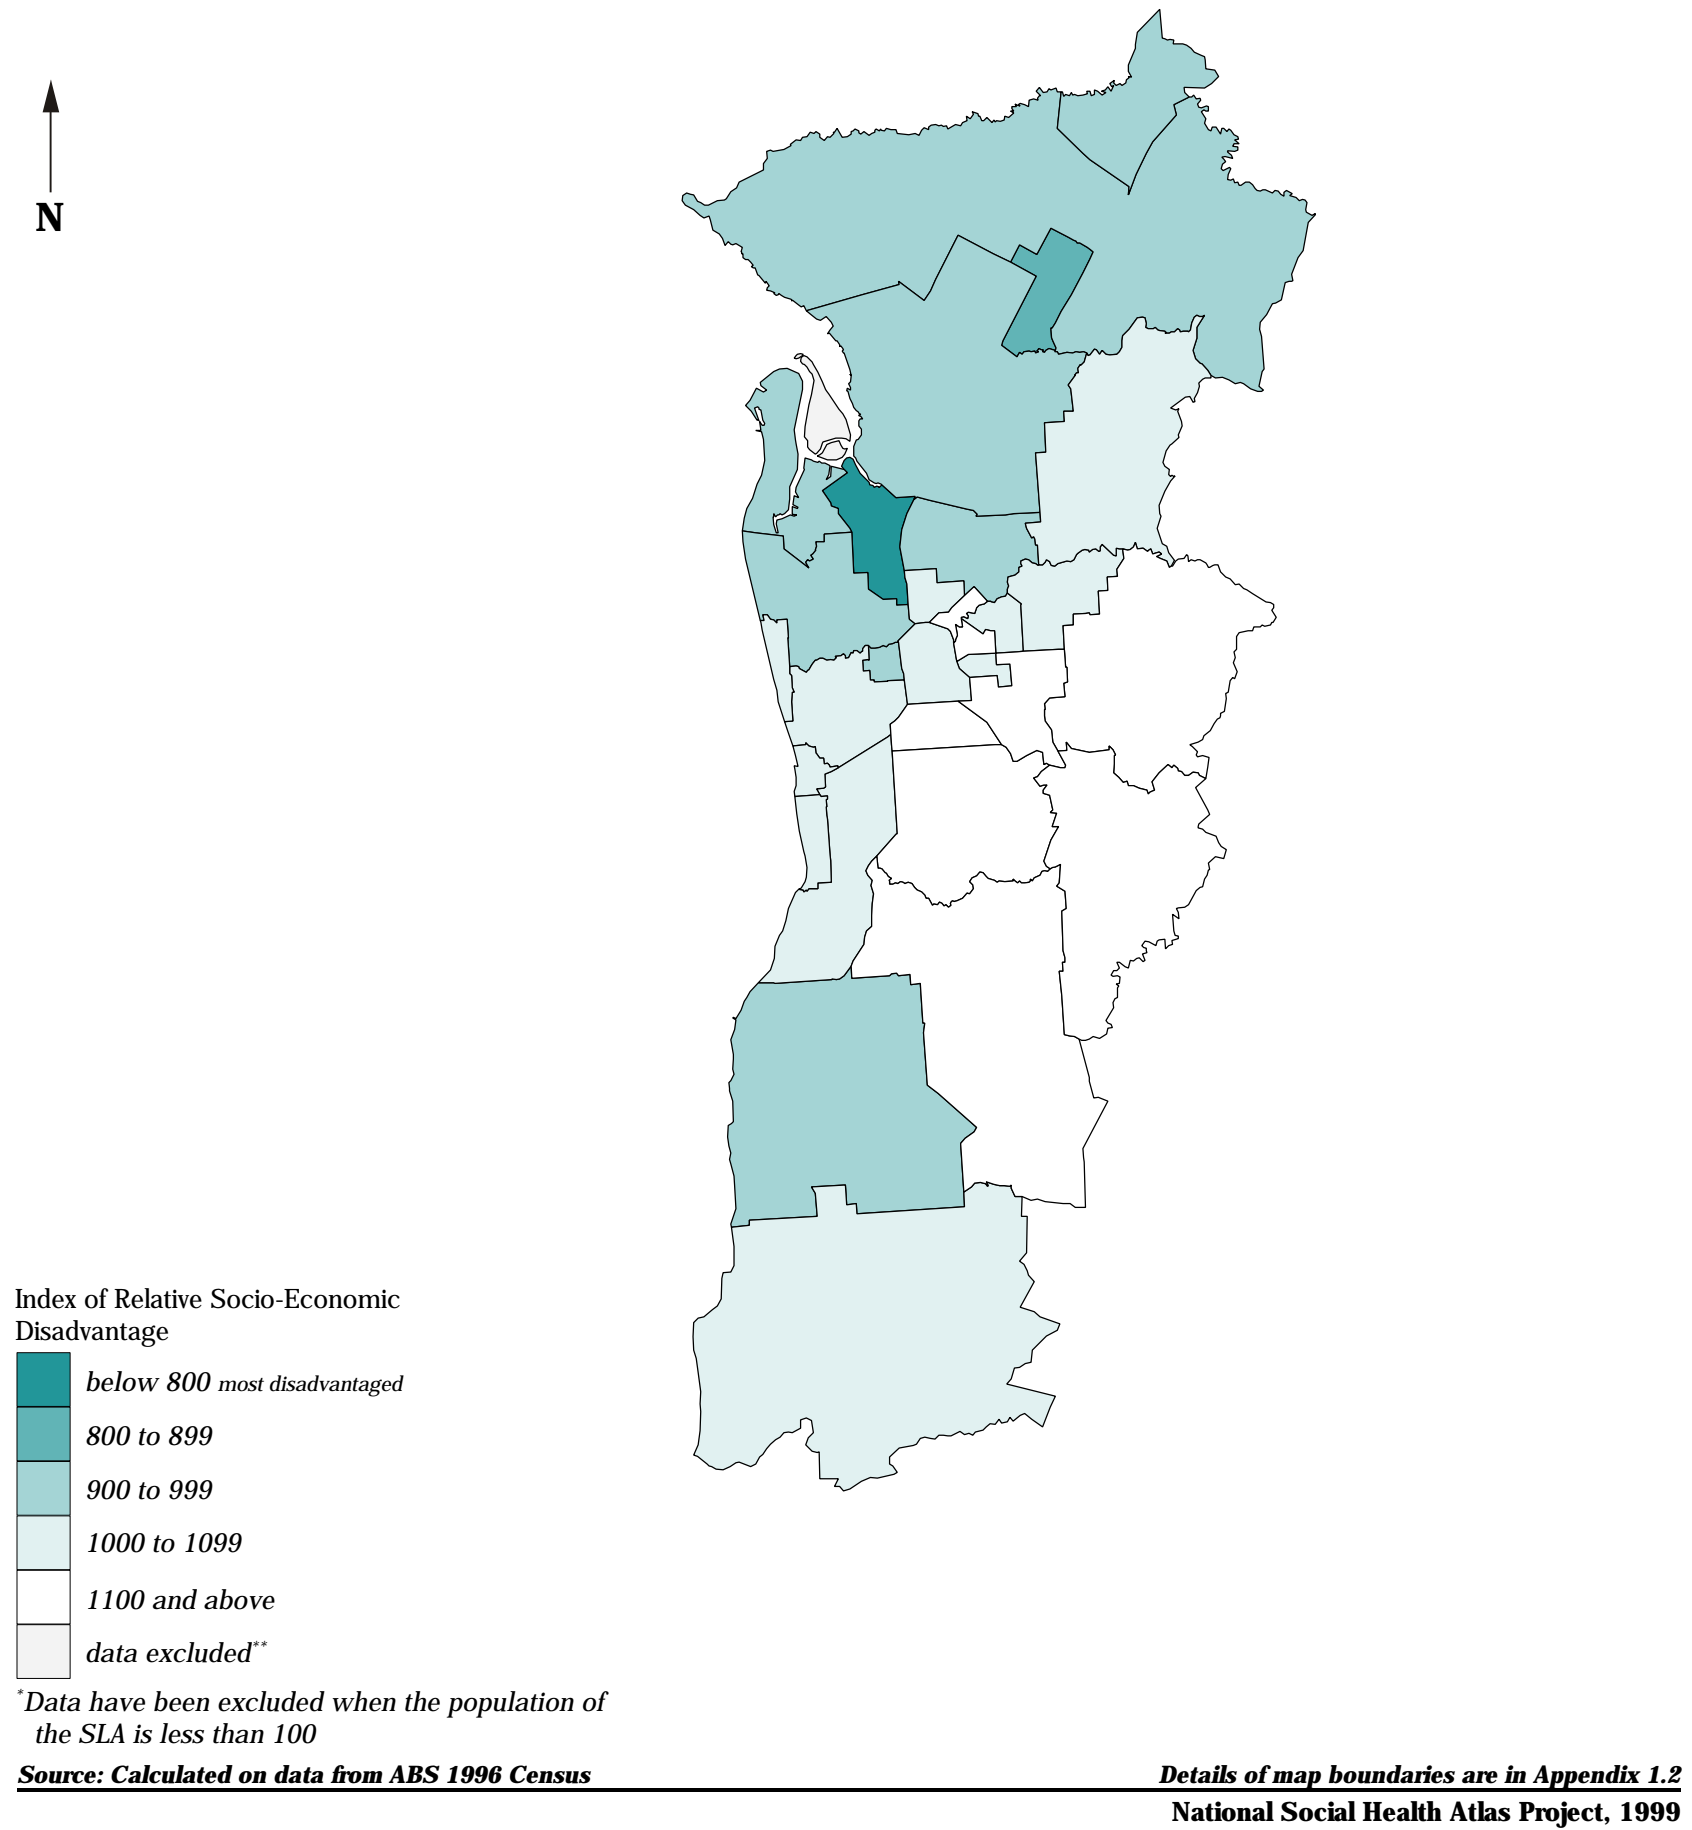 N
Index of Relative Socio-Economic
Disadvantage
below 800 most disadvantaged
800 to 899
900 to 999
1000 to 1099
1100 and above
data excluded**
*Data have been excluded when the population of
the SLA is less than 100
Source: Calculated on data from ABS 1996 Census
Details of map boundaries are in Appendix 1.2
National Social Health Atlas Project, 1999